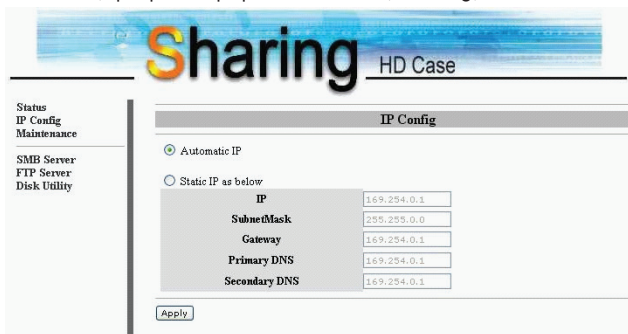 Sharing HD Case
Status
IP Config
Maintenance
SMB Server
FTP Server
Disk Utility
IP Config
Automatic IP
Static IP as below
IP 169.254.0.1
SubnetMask 255.255.0.0
Gateway 169.254.0.1
Primary DNS 169.254.0.1
Secondary DNS 169.254.0.1
Apply